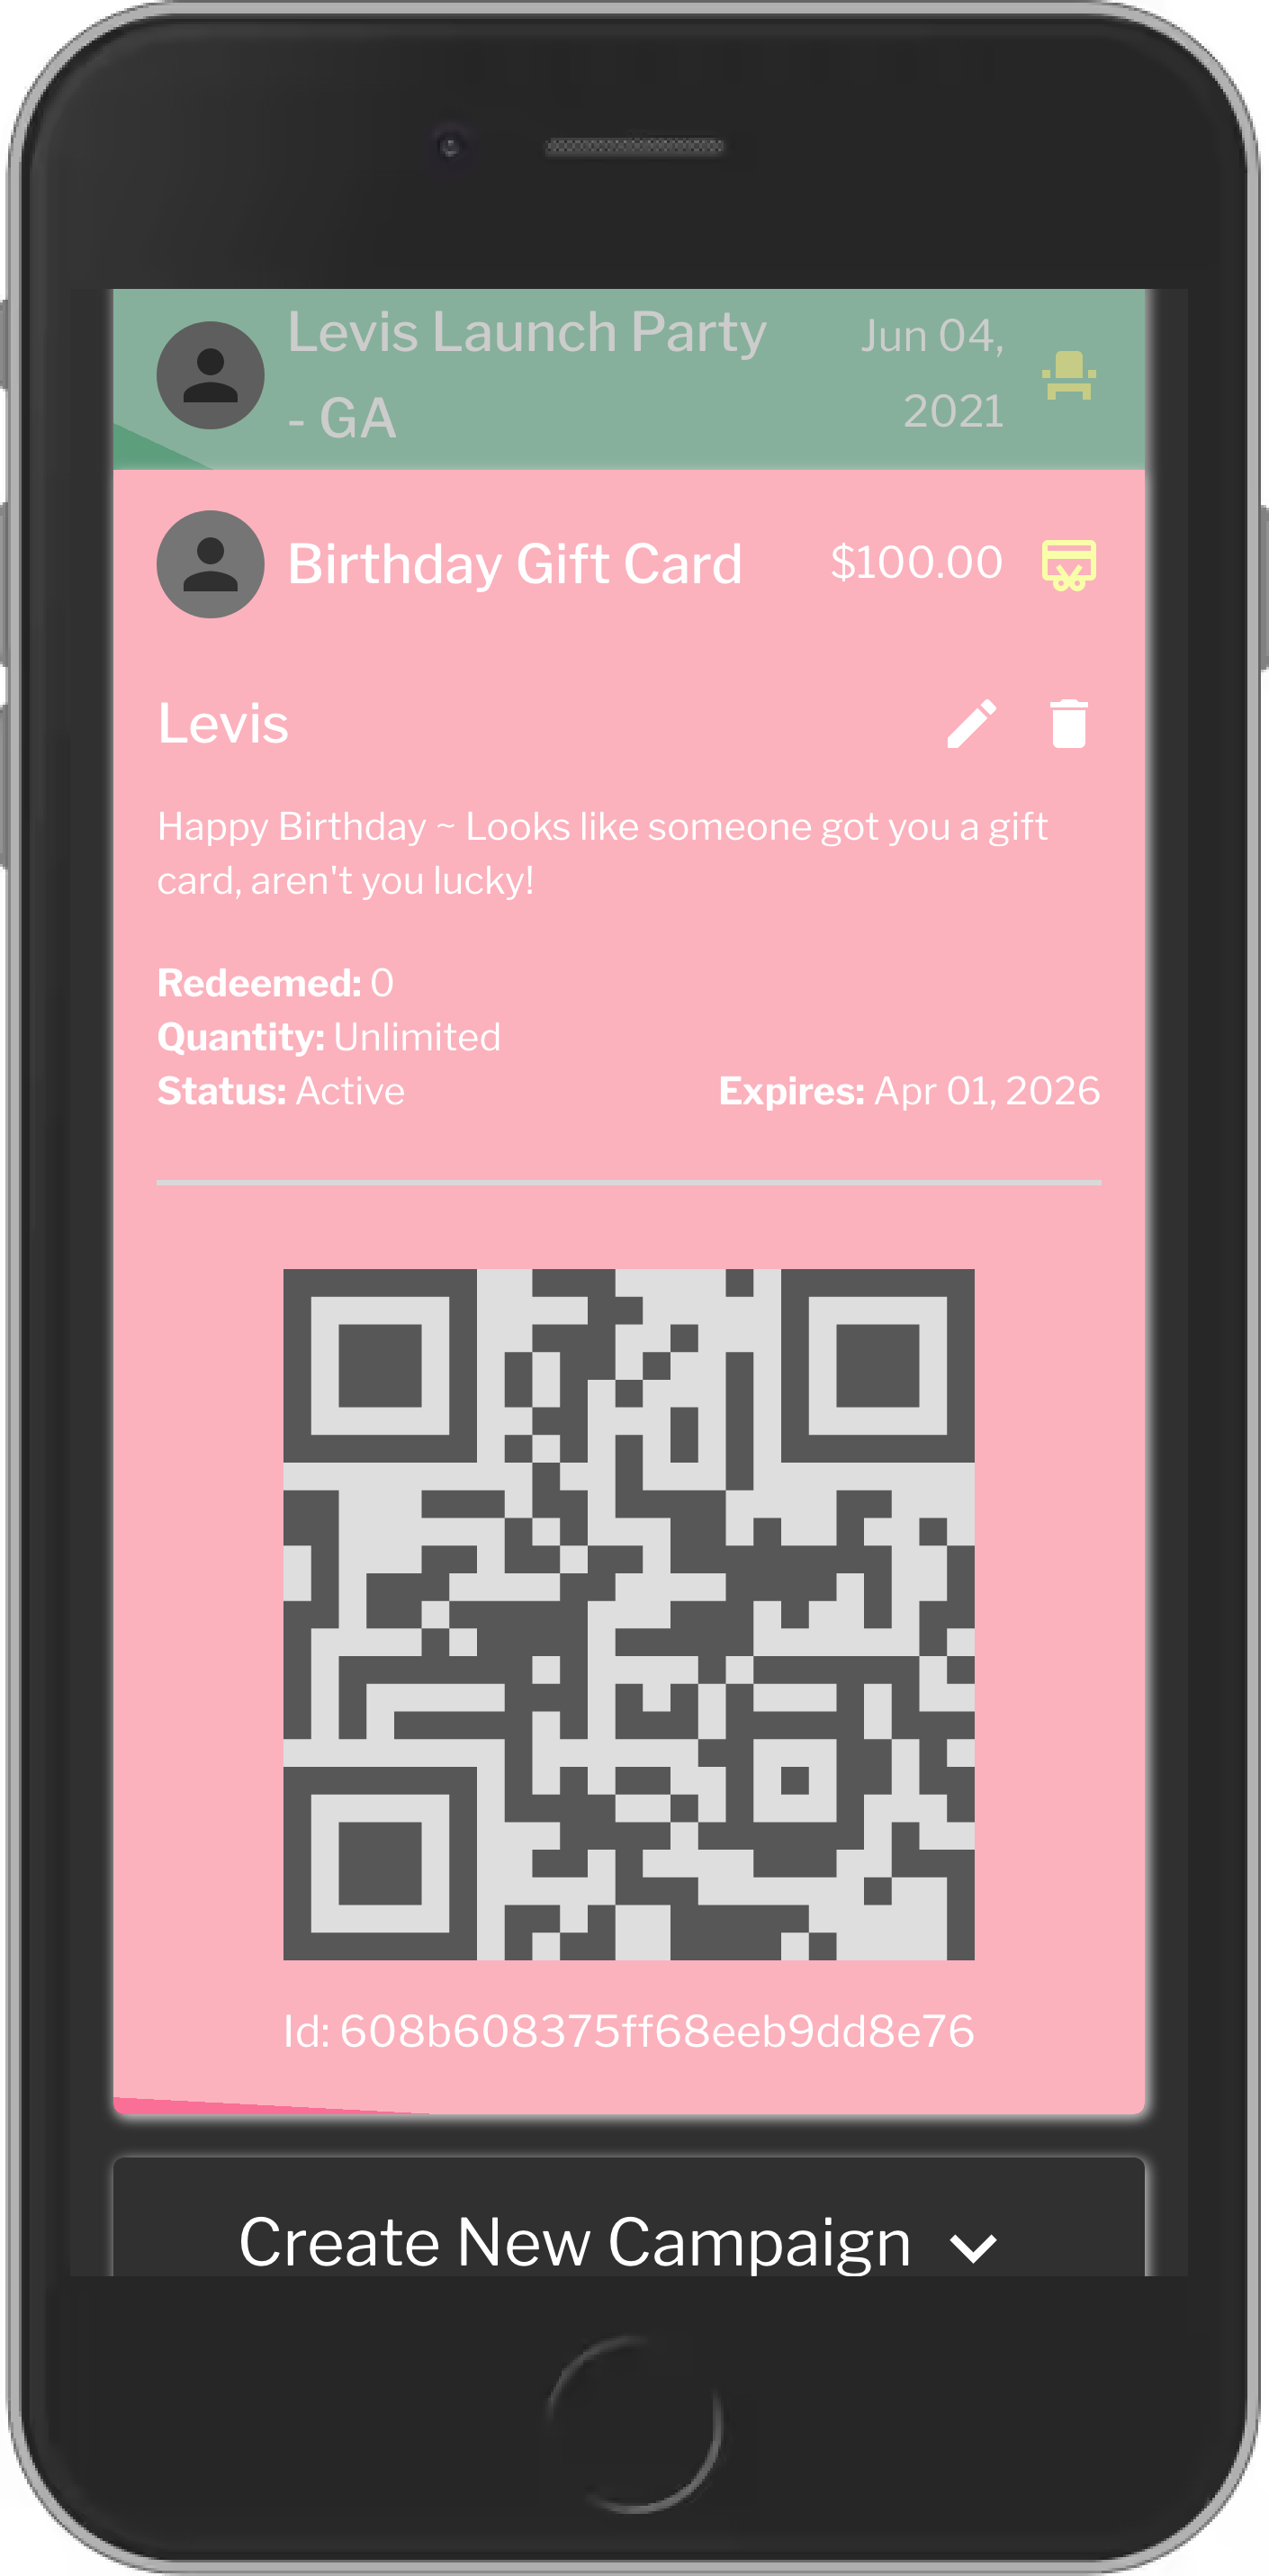 Levis Launch Party
- GA
Jun 04,
2021
Birthday Gift Card
$100.00
Levis
Happy Birthday ~ Looks like someone got you a gift
card, aren't you lucky!
Redeemed: 0
Quantity: Unlimited
Status: Active
Expires: Apr 01, 2026
Id: 608b608375ff68eeb9dd8e76
Create New Campaign